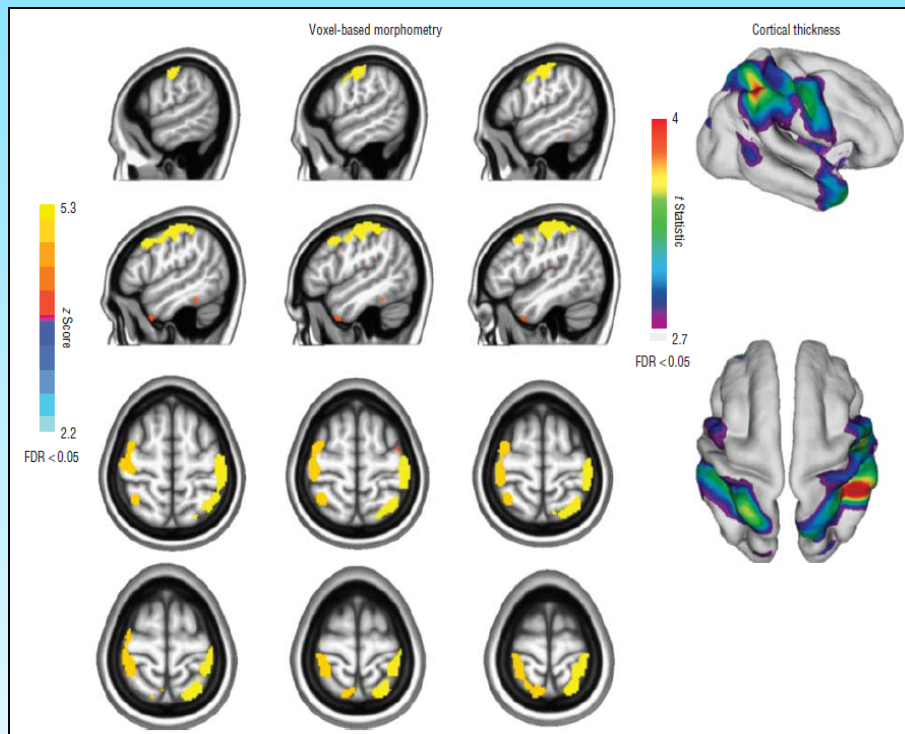 Voxel-based morphometry
Cortical thickness
5.3
z Score
2.2
FDR <0.05
4
t Statistic
2.7
FDR <0.05